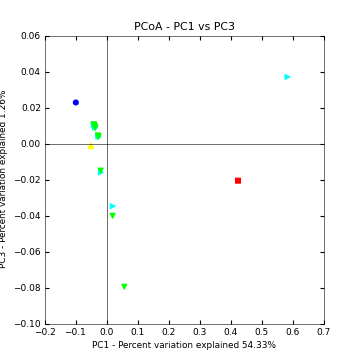 PCoA - PC1 vs PC3
0.06
0.04
0.02
0.00
−0.02
−0.04
−0.06
−0.08
−0.10
−0.2 −0.1 0.0 0.1 0.2 0.3 0.4 0.5 0.6 0.7
PC1 - Percent variation explained 54.33%
PC3 - Percent variation explained 1.26%